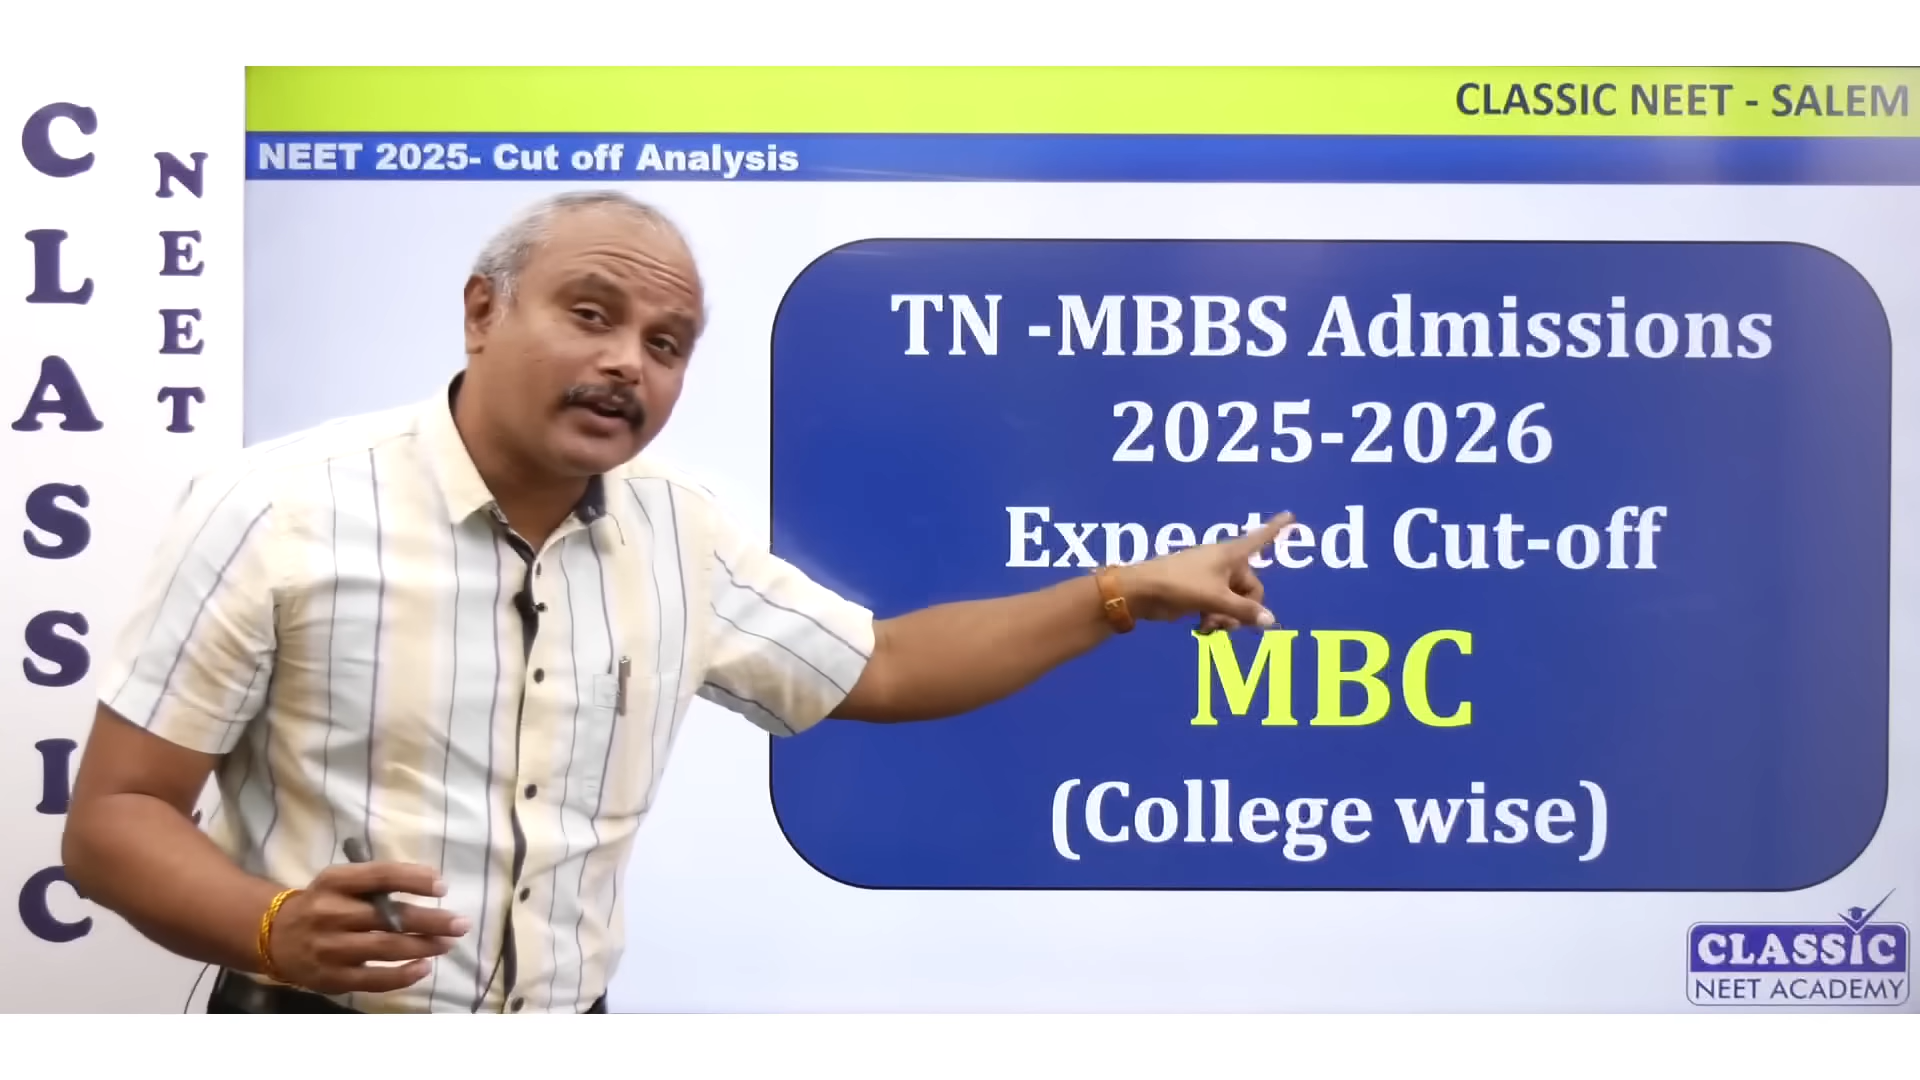 CLASSIC
NEET
CLASSIC NEET - SALEM
NEET 2025- Cut off Analysis
TN -MBBS Admissions
2025-2026
Expected Cut-off
MBC
(College wise)
CLASSIC
NEET ACADEMY